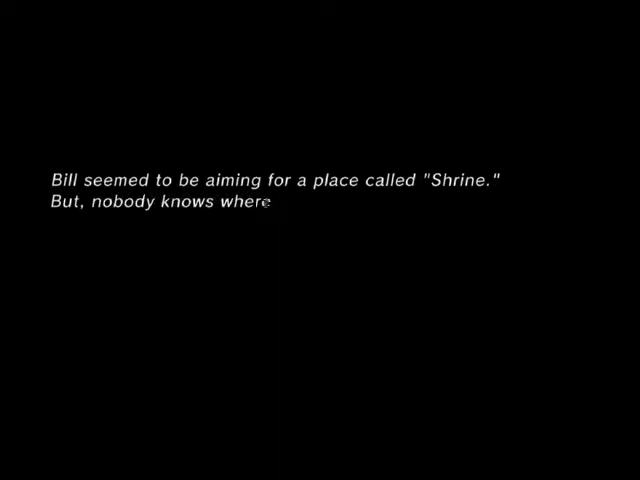 Bill seemed to be aiming for a place called "Shrine."
But, nobody knows where